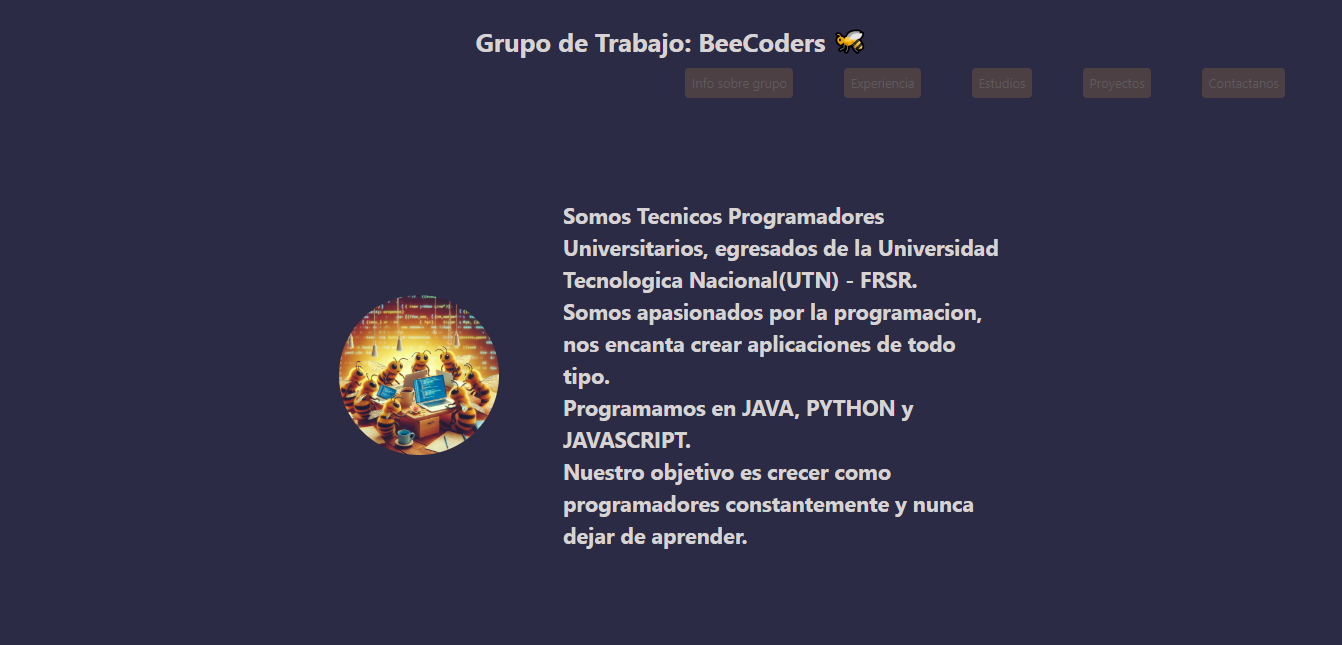 Grupo de Trabajo: BeeCoders 🐝
Info sobre grupo
Experiencia
Estudios
Proyectos
Contactanos
Somos Tecnicos Programadores
Universitarios, egresados de la Universidad
Tecnologica Nacional(UTN) - FRSR.
Somos apasionados por la programacion,
nos encanta crear aplicaciones de todo
tipo.
Programamos en JAVA, PYTHON y
JAVASCRIPT.
Nuestro objetivo es crecer como
programadores constantemente y nunca
dejar de aprender.